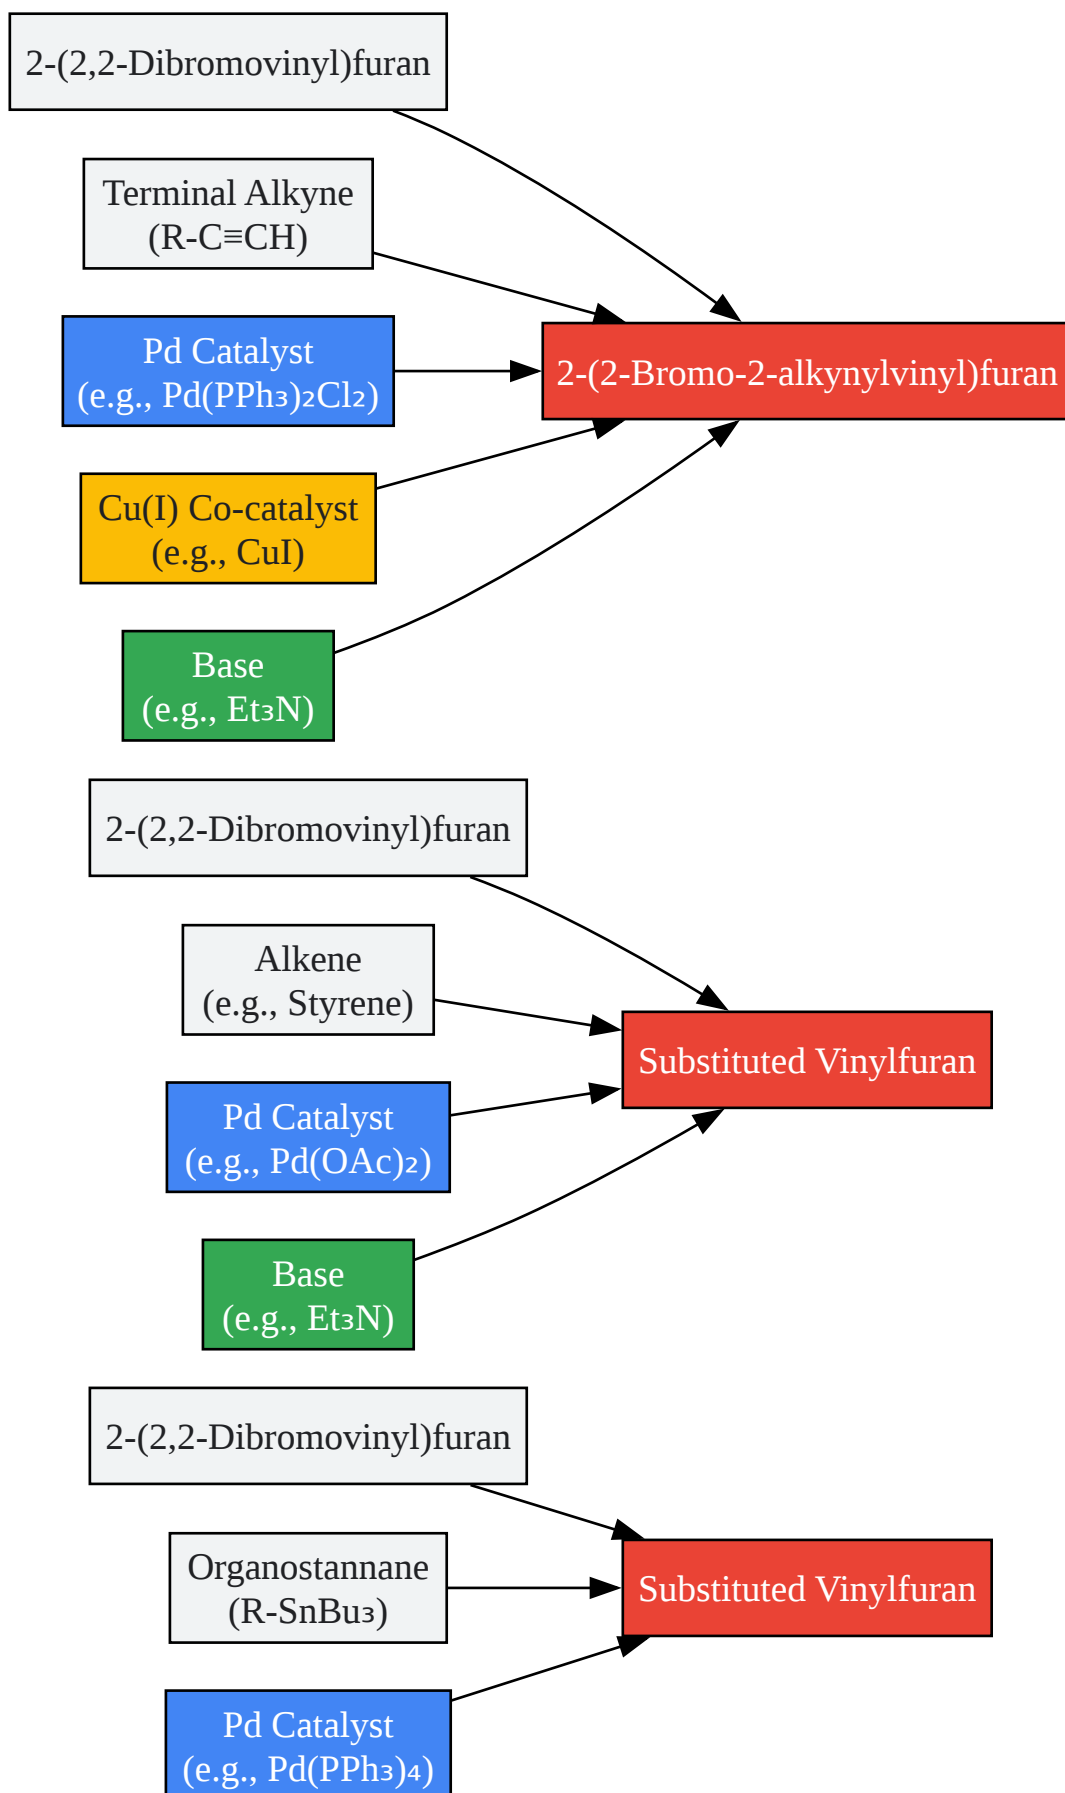 2-(2,2-Dibromovinyl)furan
Terminal Alkyne
(R-C≡CH)
Pd Catalyst
(e.g., Pd(PPh₃)₂Cl₂)
2-(2-Bromo-2-alkynylvinyl)furan
Cu(I) Co-catalyst
(e.g., CuI)
Base
(e.g., Et₃N)
2-(2,2-Dibromovinyl)furan
Alkene
(e.g., Styrene)
Substituted Vinylfuran
Pd Catalyst
(e.g., Pd(OAc)₂)
Base
(e.g., Et₃N)
2-(2,2-Dibromovinyl)furan
Organostannane
(R-SnBu₃)
Substituted Vinylfuran
Pd Catalyst
(e.g., Pd(PPh₃)₄)